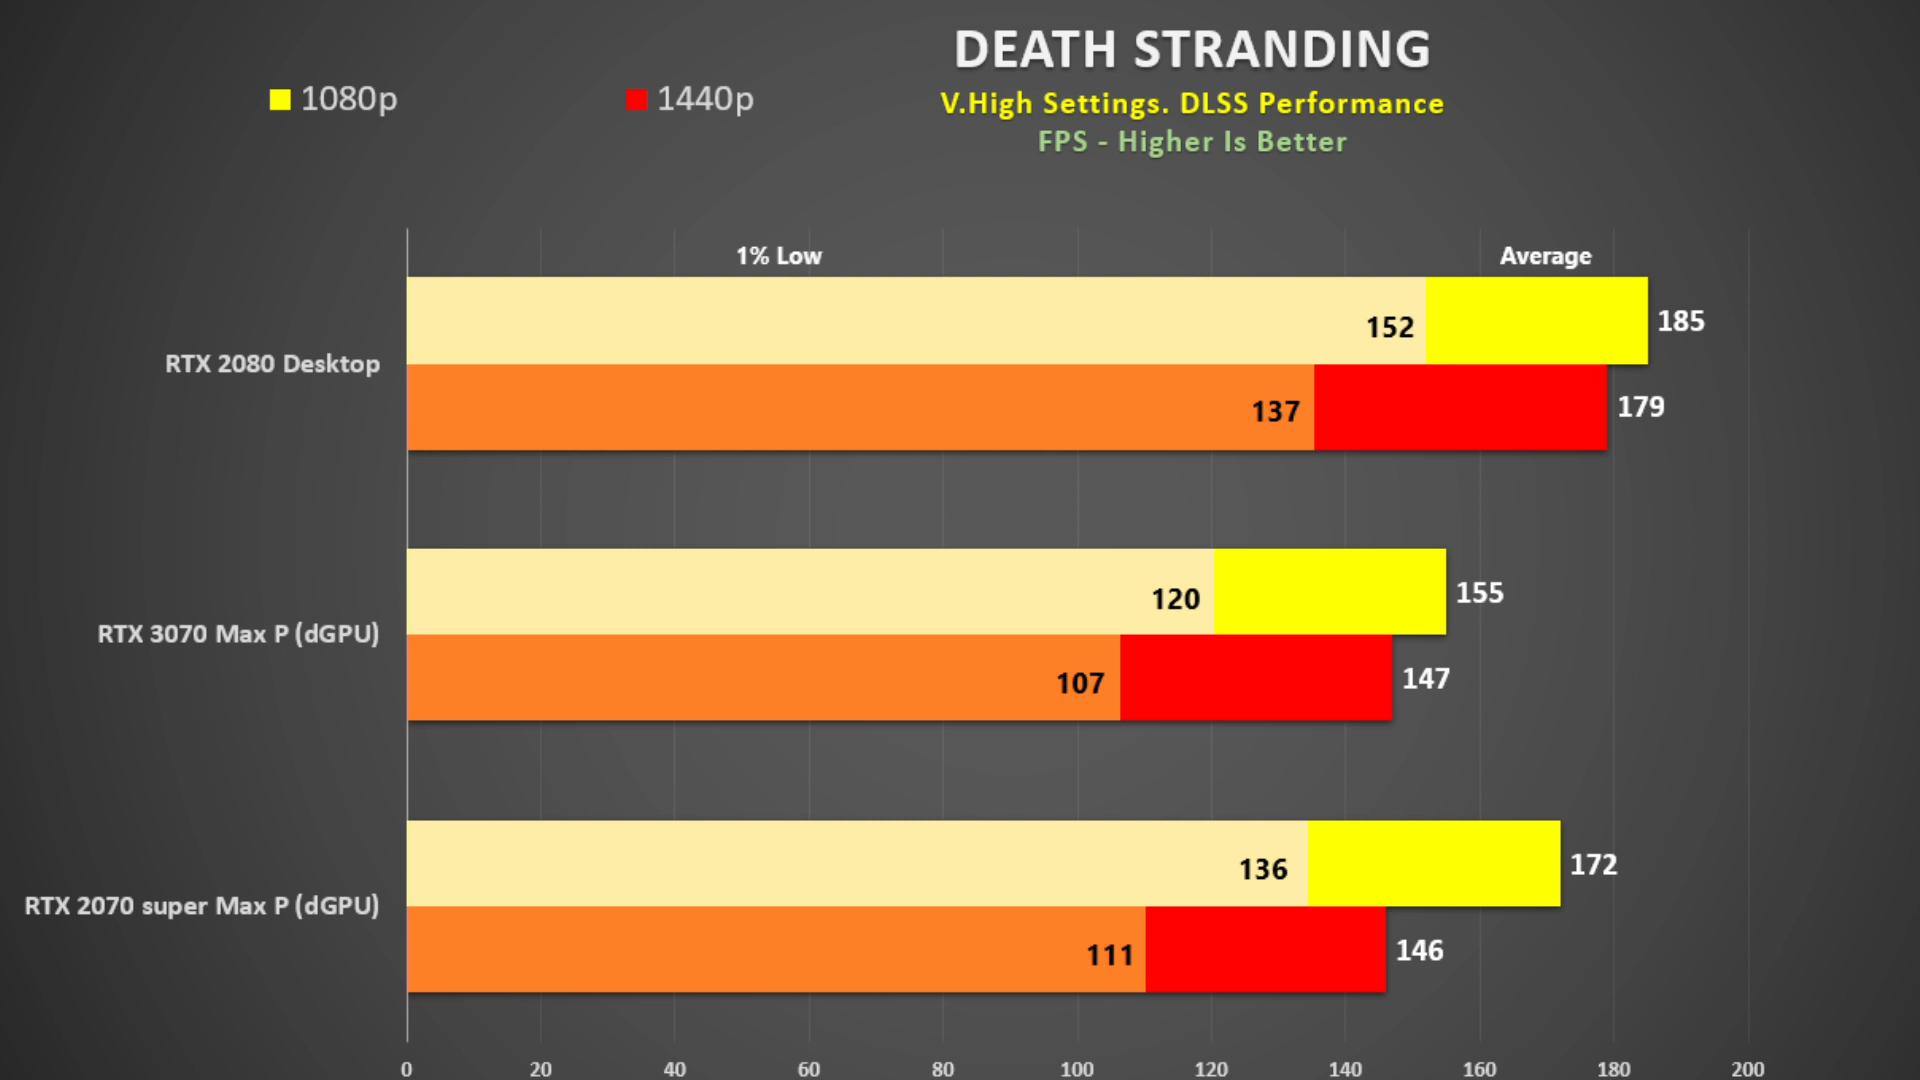 DEATH STRANDING
V.High Settings. DLSS Performance
FPS - Higher Is Better
1080p
1440p
1% Low
Average
RTX 2080 Desktop
152
185
137
179
RTX 3070 Max P (dGPU)
120
155
107
147
RTX 2070 super Max P (dGPU)
136
172
111
146
0 20 40 60 80 100 120 140 160 180 200